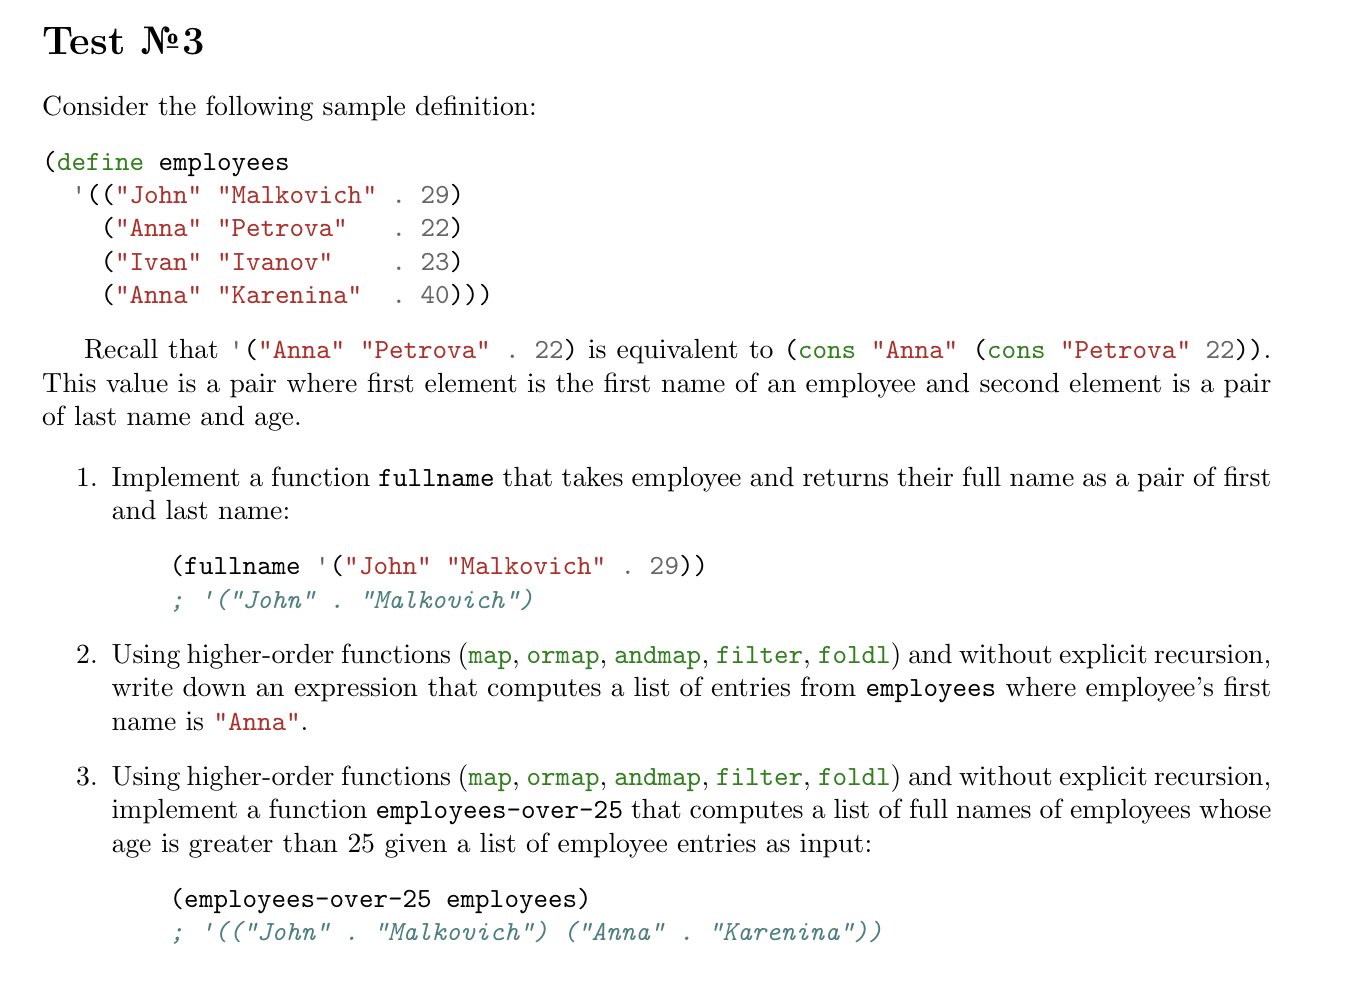 Test №3
Consider the following sample definition:
(define employees
  '(("John" "Malkovich" . 29)
    ("Anna" "Petrova"   . 22)
    ("Ivan" "Ivanov"    . 23)
    ("Anna" "Karenina"  . 40)))
Recall that '("Anna" "Petrova" . 22) is equivalent to (cons "Anna" (cons "Petrova" 22)).
This value is a pair where first element is the first name of an employee and second element is a pair
of last name and age.
1. Implement a function fullname that takes employee and returns their full name as a pair of first
and last name:
(fullname '("John" "Malkovich" . 29))
; '("John" . "Malkovich")
2. Using higher-order functions (map, ormap, andmap, filter, foldl) and without explicit recursion,
write down an expression that computes a list of entries from employees where employee's first
name is "Anna".
3. Using higher-order functions (map, ormap, andmap, filter, foldl) and without explicit recursion,
implement a function employees-over-25 that computes a list of full names of employees whose
age is greater than 25 given a list of employee entries as input:
(employees-over-25 employees)
; '(("John" . "Malkovich") ("Anna" . "Karenina"))